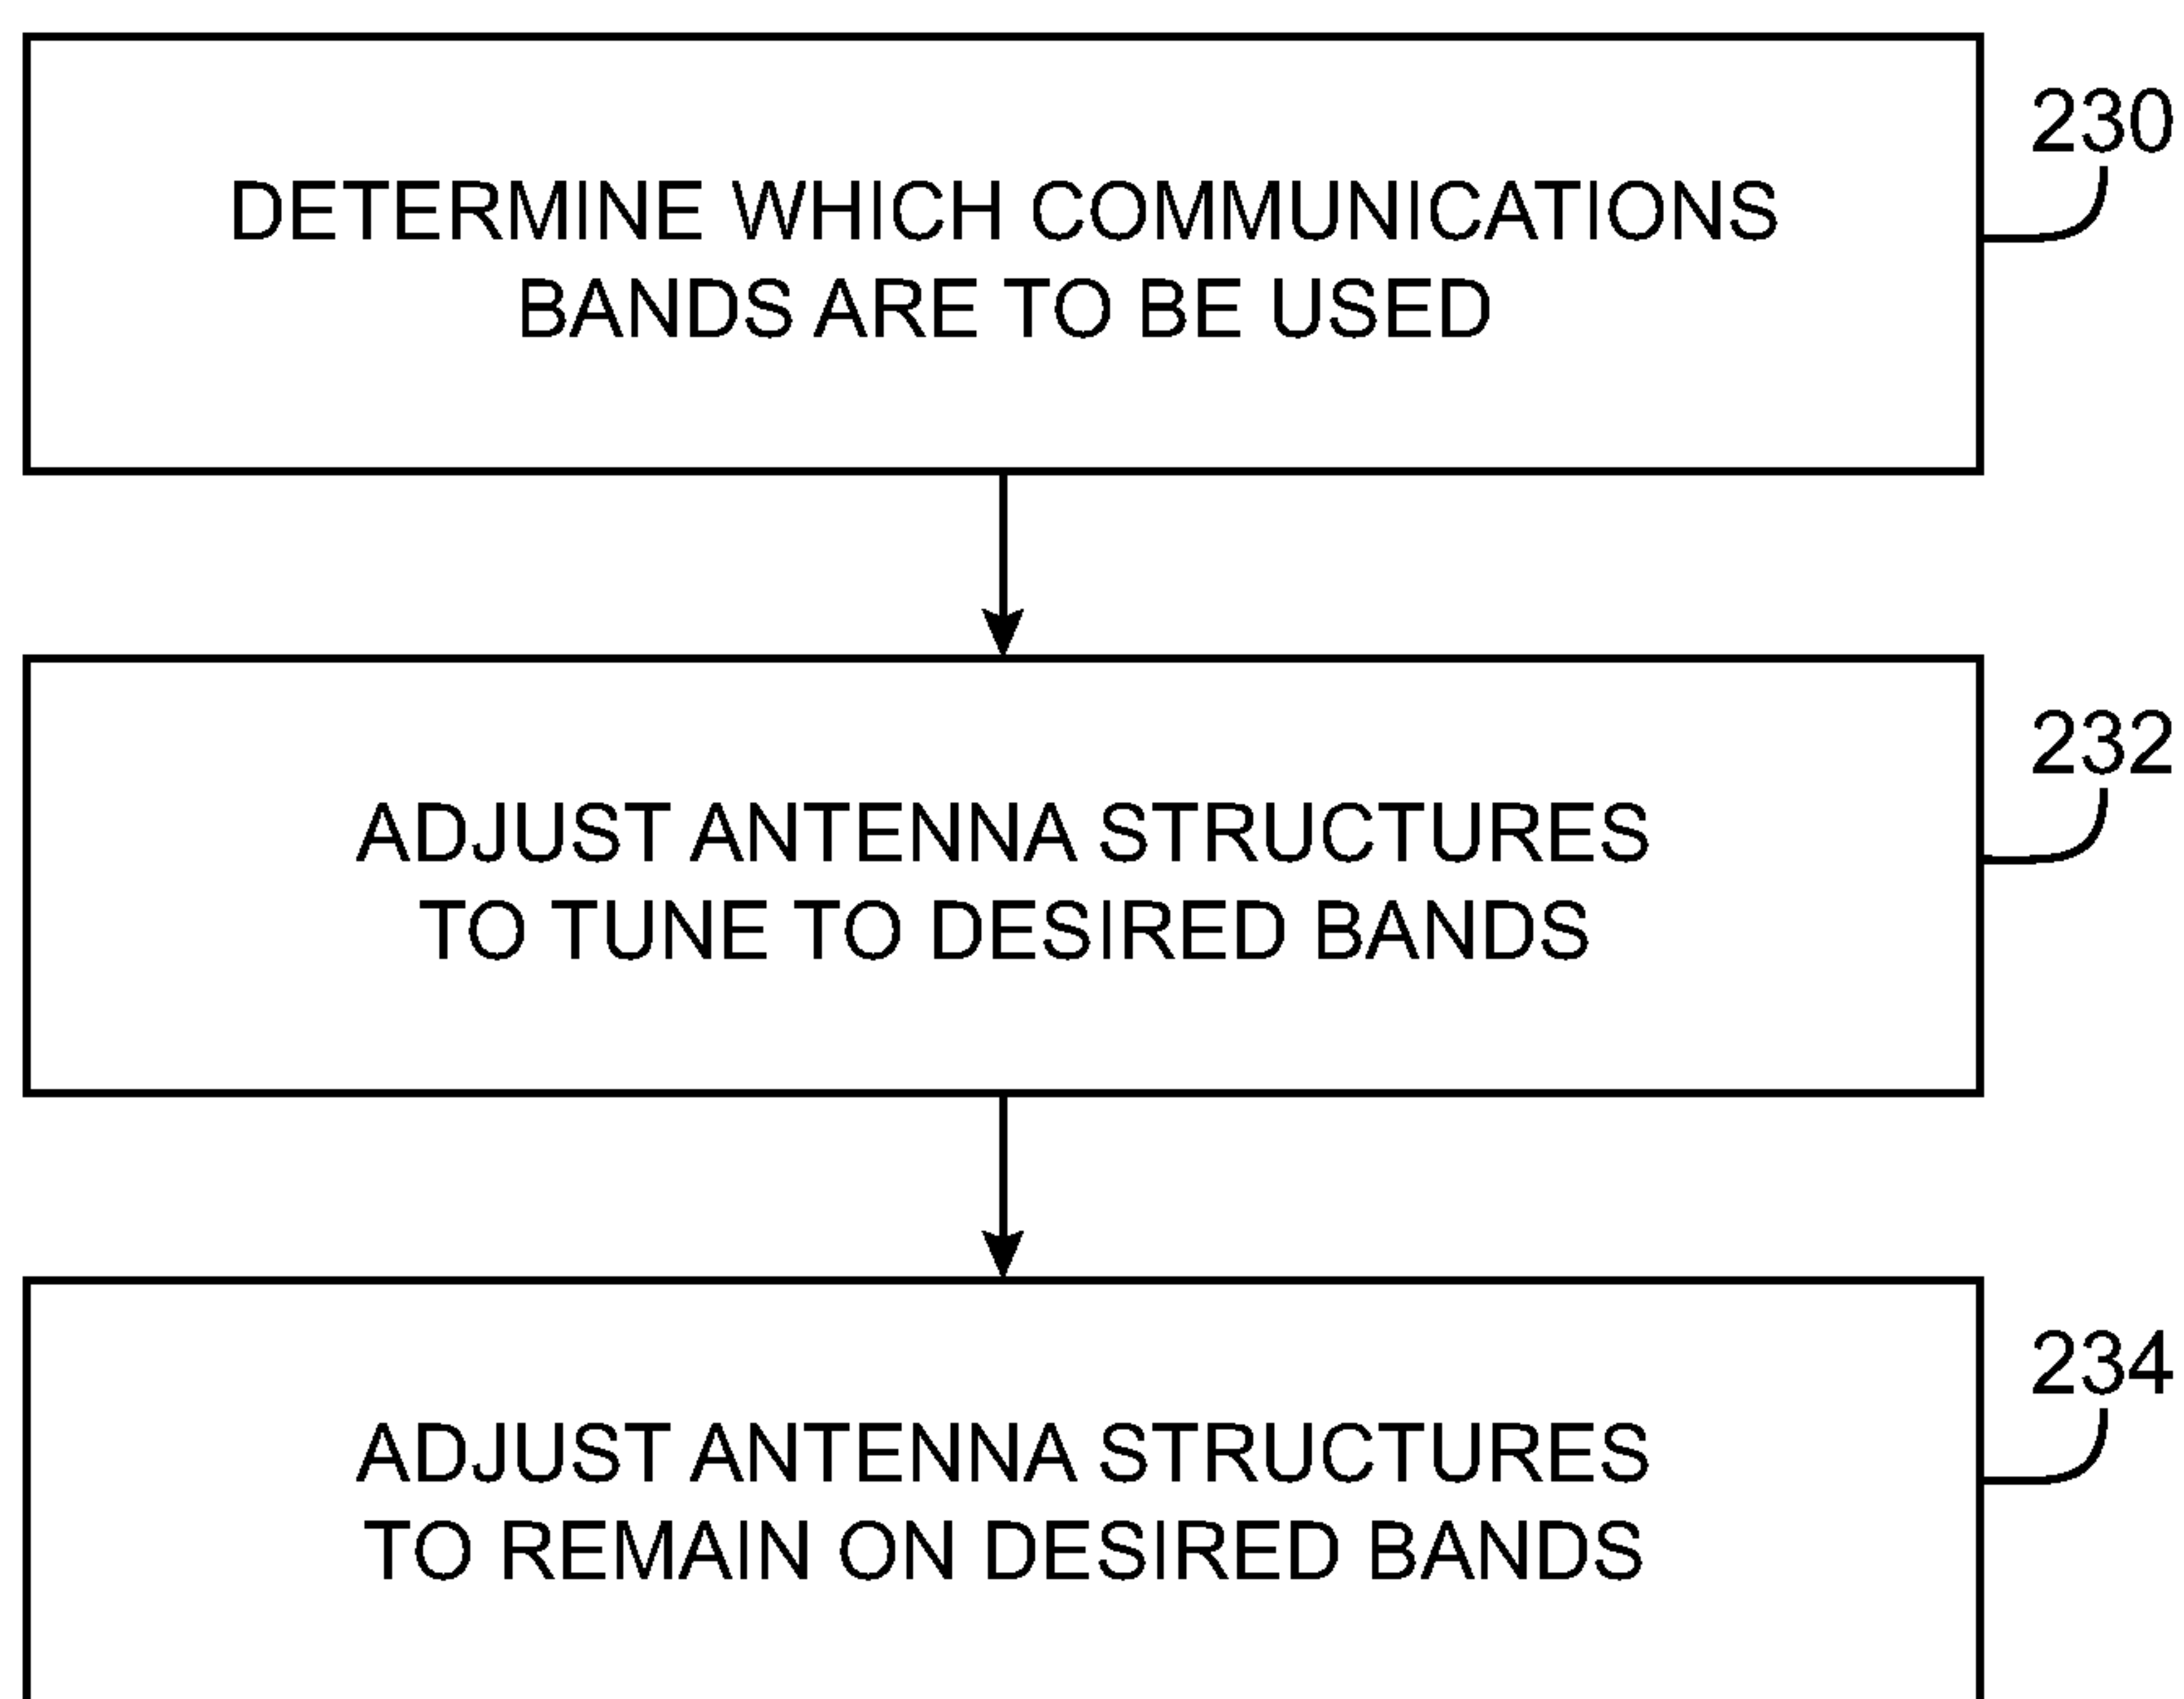 DETERMINE WHICH COMMUNICATIONS
BANDS ARE TO BE USED
230
ADJUST ANTENNA STRUCTURES
TO TUNE TO DESIRED BANDS
232
ADJUST ANTENNA STRUCTURES
TO REMAIN ON DESIRED BANDS
234